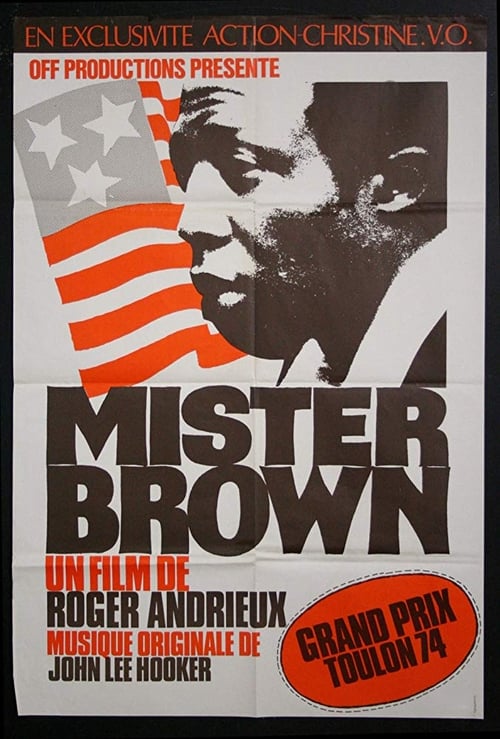 EN EXCLUSIVITE ACTION-CHRISTINE.V.O.
OFF PRODUCTIONS PRESENTE
MISTER
BROWN
UN FILM DE
ROGER ANDRIEUX
MUSIQUE ORIGINALE DE
JOHN LEE HOOKER
GRAND PRIX
TOULON 74